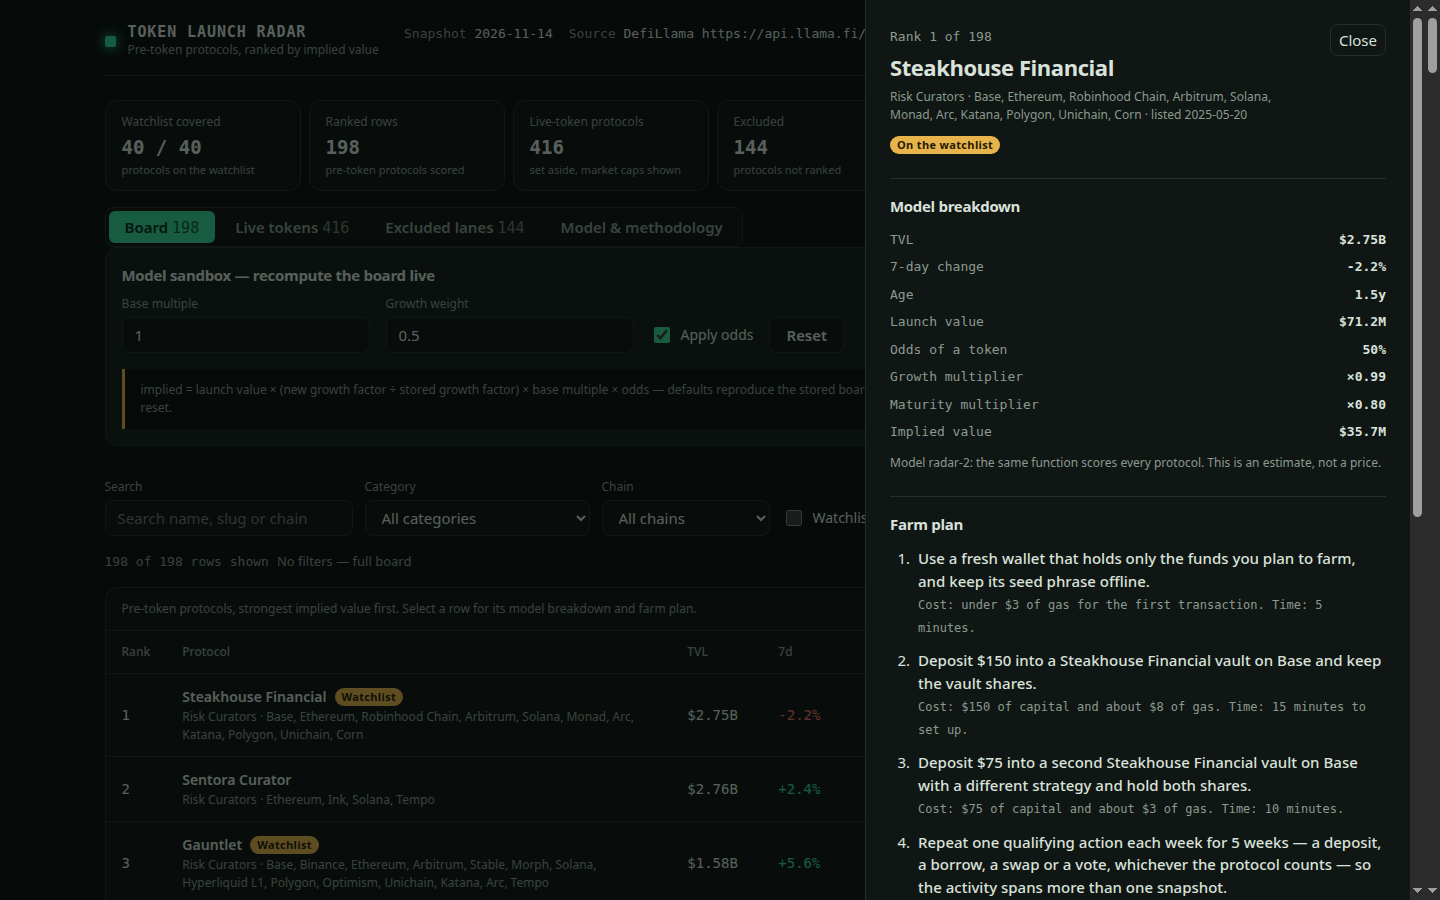 TOKEN LAUNCH RADAR
Pre-token protocols, ranked by implied value
Snapshot 2026-11-14 Source DefiLlama https://api.llama.fi/
Watchlist covered
40 / 40
protocols on the watchlist
Ranked rows
198
pre-token protocols scored
Live-token protocols
416
set aside, market caps shown
Excluded
144
protocols not ranked
Board 198
Live tokens 416
Excluded lanes 144
Model & methodology
Model sandbox — recompute the board live
Base multiple
Growth weight
1
0.5
Apply odds
Reset
implied = launch value × (new growth factor ÷ stored growth factor) × base multiple × odds — defaults reproduce the stored boar
reset.
Search
Category
Chain
Search name, slug or chain
All categories
All chains
Watchlis
198 of 198 rows shown No filters — full board
Pre-token protocols, strongest implied value first. Select a row for its model breakdown and farm plan.
Rank Protocol TVL 7d
1 Steakhouse Financial Watchlist $2.75B -2.2%
Risk Curators · Base, Ethereum, Robinhood Chain, Arbitrum, Solana, Monad, Arc,
Katana, Polygon, Unichain, Corn
2 Sentora Curator $2.76B +2.4%
Risk Curators · Ethereum, Ink, Solana, Tempo
3 Gauntlet Watchlist $1.58B +5.6%
Risk Curators · Base, Binance, Ethereum, Arbitrum, Stable, Morph, Solana,
Hyperliquid L1, Polygon, Optimism, Unichain, Katana, Arc, Tempo
Rank 1 of 198
Close
Steakhouse Financial
Risk Curators · Base, Ethereum, Robinhood Chain, Arbitrum, Solana,
Monad, Arc, Katana, Polygon, Unichain, Corn · listed 2025-05-20
On the watchlist
Model breakdown
TVL $2.75B
7-day change -2.2%
Age 1.5y
Launch value $71.2M
Odds of a token 50%
Growth multiplier ×0.99
Maturity multiplier ×0.80
Implied value $35.7M
Model radar-2: the same function scores every protocol. This is an estimate, not a price.
Farm plan
1. Use a fresh wallet that holds only the funds you plan to farm,
and keep its seed phrase offline.
Cost: under $3 of gas for the first transaction. Time: 5
minutes.
2. Deposit $150 into a Steakhouse Financial vault on Base and keep
the vault shares.
Cost: $150 of capital and about $8 of gas. Time: 15 minutes to
set up.
3. Deposit $75 into a second Steakhouse Financial vault on Base
with a different strategy and hold both shares.
Cost: $75 of capital and about $3 of gas. Time: 10 minutes.
4. Repeat one qualifying action each week for 5 weeks — a deposit,
a borrow, a swap or a vote, whichever the protocol counts — so
the activity spans more than one snapshot.